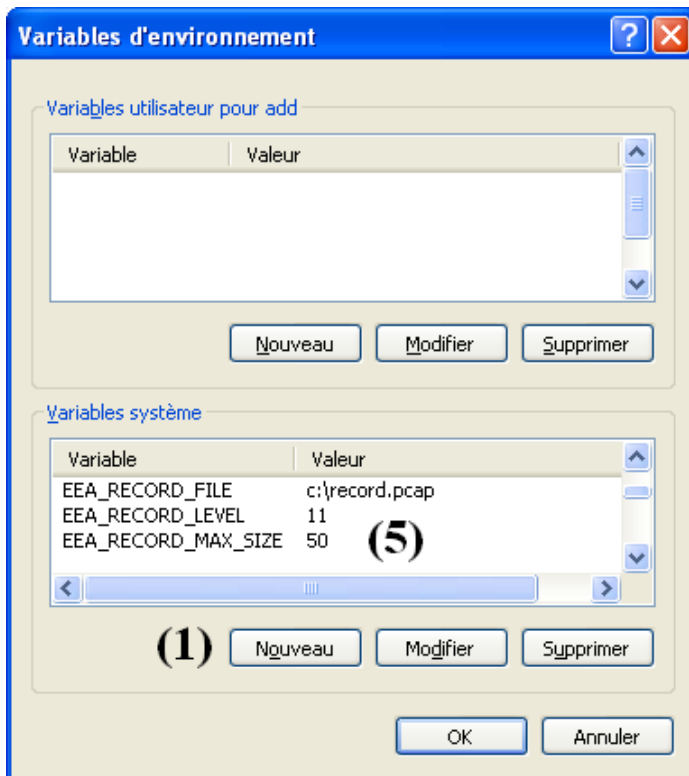 Variables d'environnement
Variables utilisateur pour add
Variable Valeur
Nouveau Modifier Supprimer
Variables système
Variable Valeur
EEA_RECORD_FILE c:\record.pcap
EEA_RECORD_LEVEL 11
EEA_RECORD_MAX_SIZE 50 (5)
(1) Nouveau Modifier Supprimer
OK Annuler